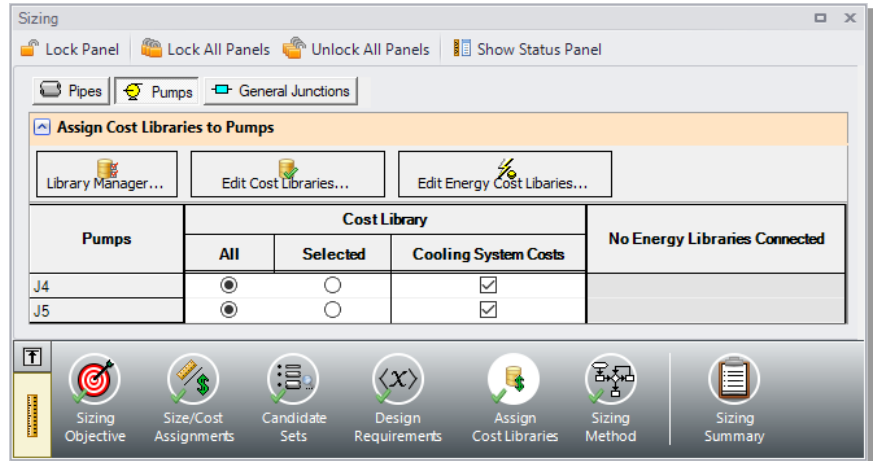 Sizing
Lock Panel Lock All Panels Unlock All Panels Show Status Panel
Pipes Pumps General Junctions
Assign Cost Libraries to Pumps
Library Manager... Edit Cost Libraries... Edit Energy Cost Libaries...
Pumps Cost Library No Energy Libraries Connected
All Selected Cooling System Costs
J4
J5
Sizing Size/Cost Candidate Design Assign Sizing Sizing
Objective Assignments Sets Requirements Cost Libraries Method Summary